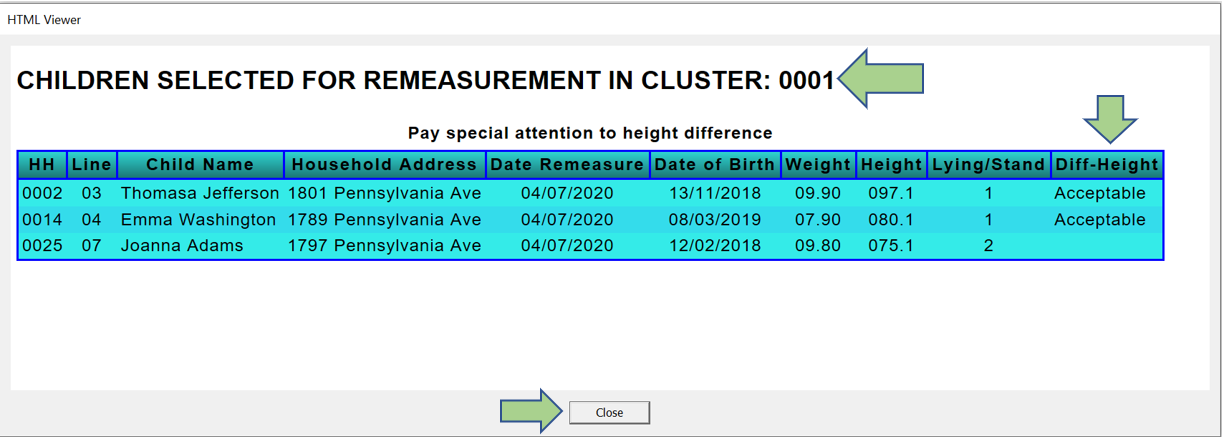 HTML Viewer
CHILDREN SELECTED FOR REMEASUREMENT IN CLUSTER: 0001
Pay special attention to height difference
HH Line Child Name Household Address Date Remeasure Date of Birth Weight Height Lying/Stand Diff-Height
0002 03 Thomasa Jefferson 1801 Pennsylvania Ave 04/07/2020 13/11/2018 09.90 097.1 1 Acceptable
0014 04 Emma Washington 1789 Pennsylvania Ave 04/07/2020 08/03/2019 07.90 080.1 1 Acceptable
0025 07 Joanna Adams 1797 Pennsylvania Ave 04/07/2020 12/02/2018 09.80 075.1 2
Close